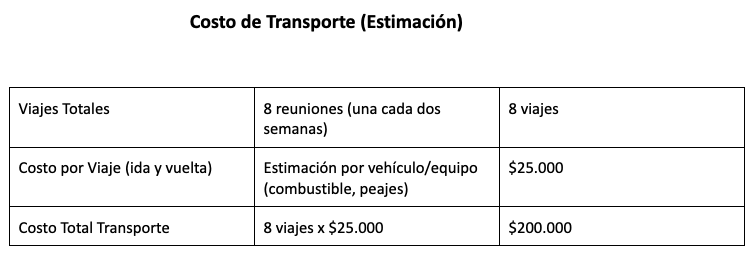 Costo de Transporte (Estimación)
Viajes Totales
8 reuniones (una cada dos
semanas)
8 viajes
Costo por Viaje (ida y vuelta)
Estimación por vehículo/equipo
(combustible, peajes)
$25.000
Costo Total Transporte
8 viajes x $25.000
$200.000